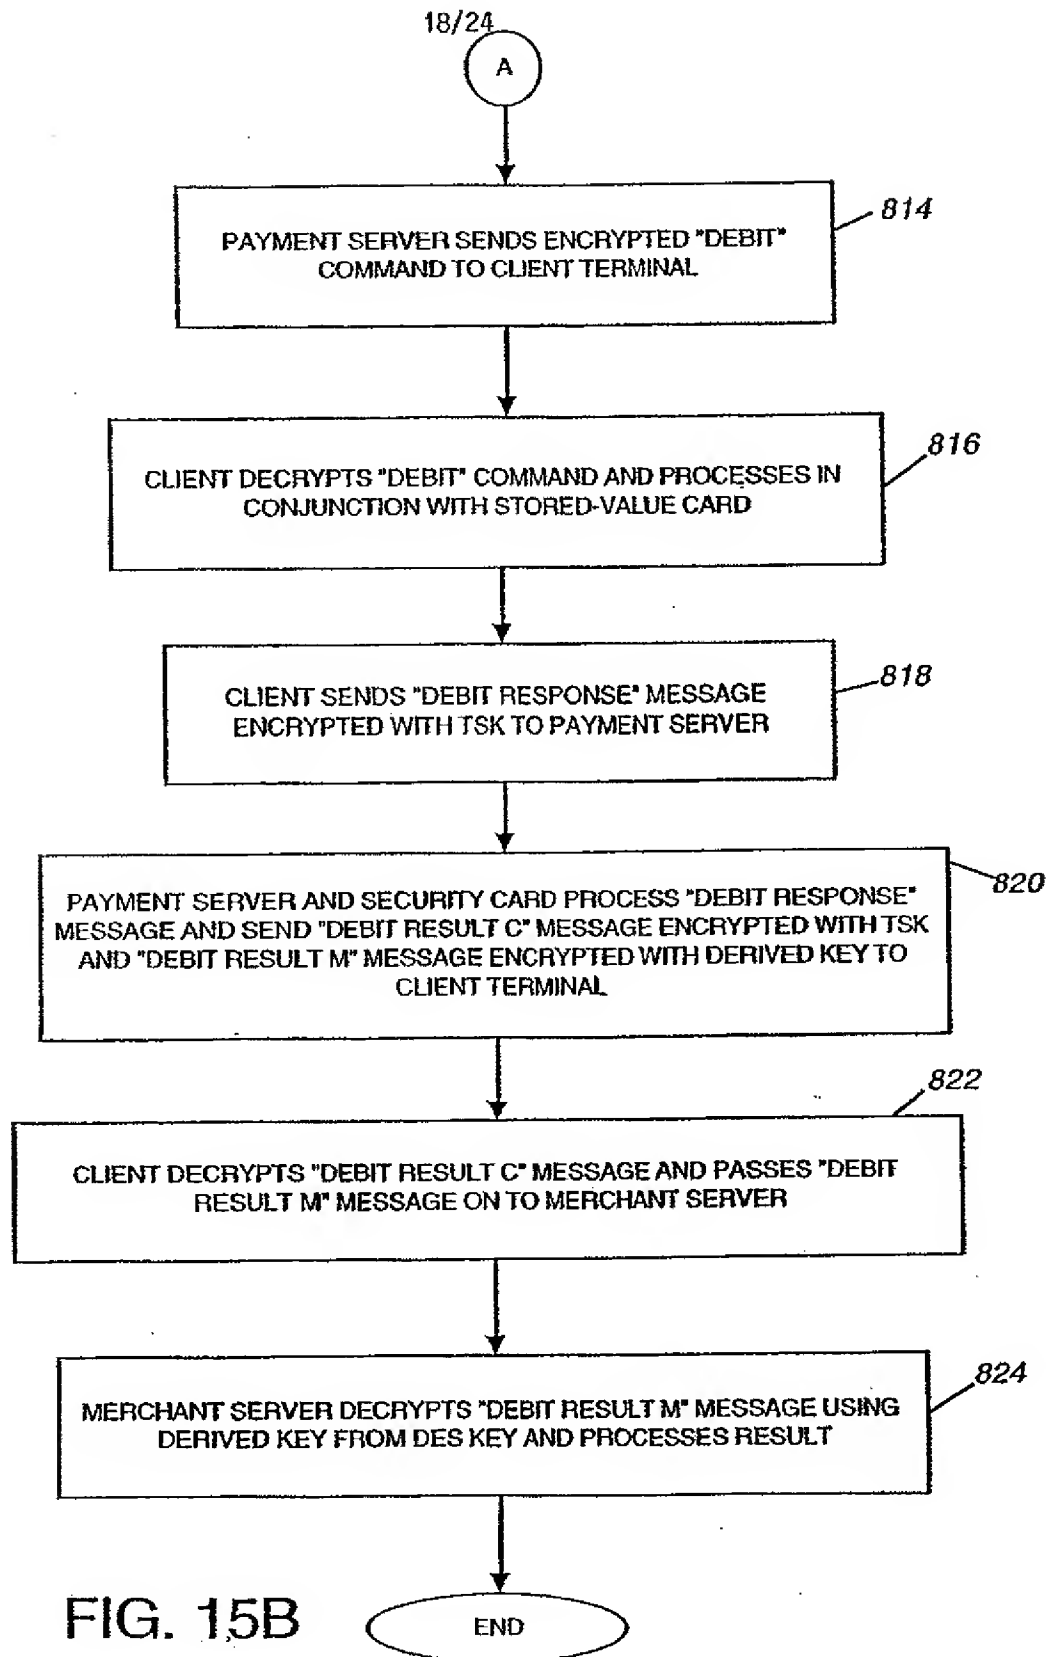 18/24
A
814
PAYMENT SERVER SENDS ENCRYPTED "DEBIT"
COMMAND TO CLIENT TERMINAL
816
CLIENT DECRYPTS "DEBIT" COMMAND AND PROCESSES IN
CONJUNCTION WITH STORED-VALUE CARD
818
CLIENT SENDS "DEBIT RESPONSE" MESSAGE
ENCRYPTED WITH TSK TO PAYMENT SERVER
820
PAYMENT SERVER AND SECURITY CARD PROCESS "DEBIT RESPONSE"
MESSAGE AND SEND "DEBIT RESULT C" MESSAGE ENCRYPTED WITH TSK
AND "DEBIT RESULT M" MESSAGE ENCRYPTED WITH DERIVED KEY TO
CLIENT TERMINAL
822
CLIENT DECRYPTS "DEBIT RESULT C" MESSAGE AND PASSES "DEBIT
RESULT M" MESSAGE ON TO MERCHANT SERVER
824
MERCHANT SERVER DECRYPTS "DEBIT RESULT M" MESSAGE USING
DERIVED KEY FROM DES KEY AND PROCESSES RESULT
END
FIG. 15B